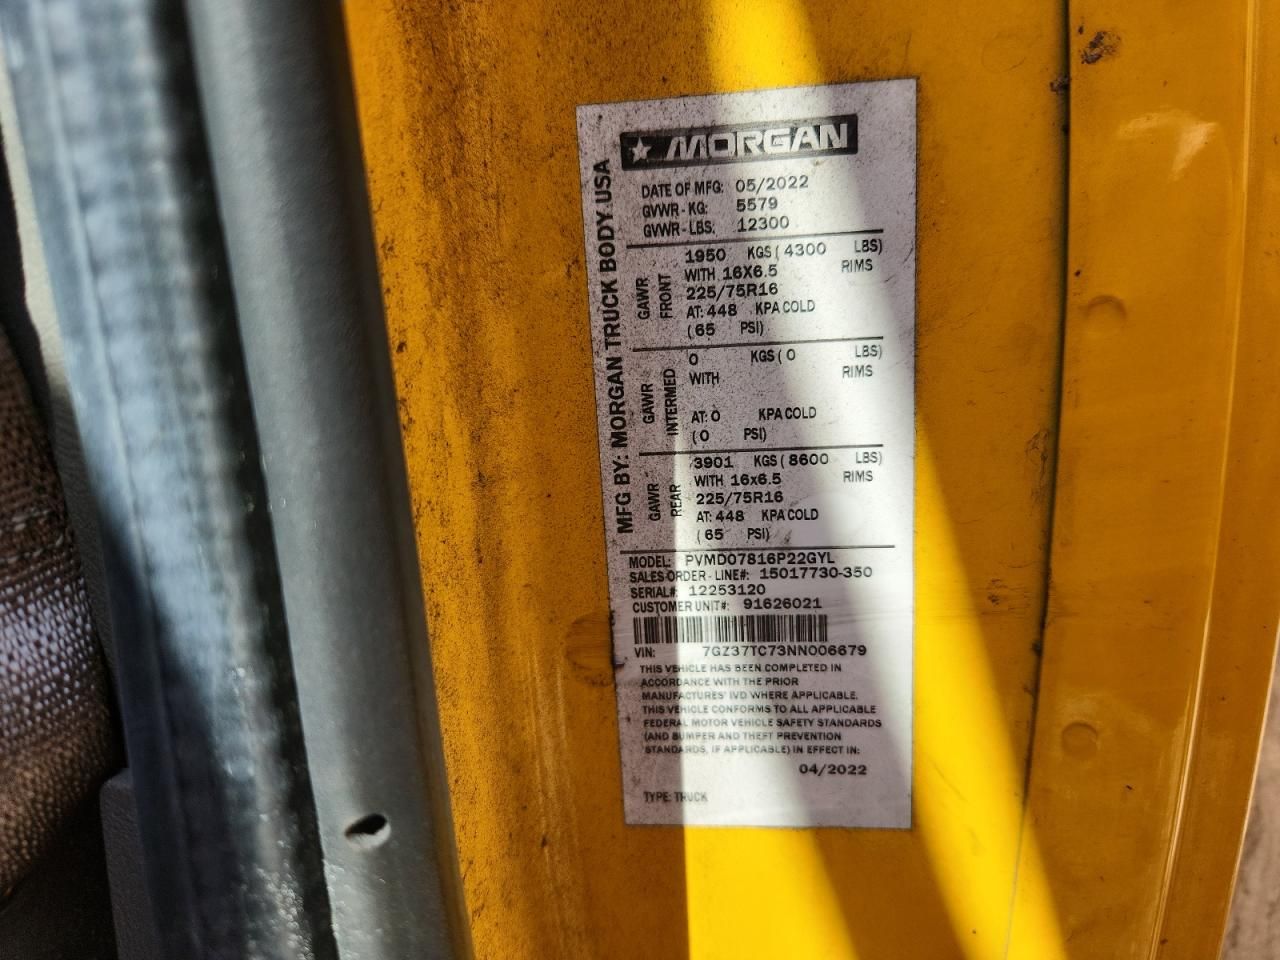 MORGAN
MFG BY: MORGAN TRUCK BODY USA
DATE OF MFG: 05/2022
GVWR - KG: 5579
GVWR - LBS: 12300
GAWR FRONT
1950 KGS ( 4300 LBS)
WITH 16X6.5 RIMS
225/75R16
AT: 448 KPA COLD
( 65 PSI)
GAWR INTERMED
0 KGS ( 0 LBS)
WITH RIMS
AT: 0 KPA COLD
( 0 PSI)
GAWR REAR
3901 KGS ( 8600 LBS)
WITH 16x6.5 RIMS
225/75R16
AT: 448 KPA COLD
( 65 PSI)
MODEL: PVMD07816P22GYL
SALES ORDER - LINE#: 15017730-350
SERIAL#: 12253120
CUSTOMER UNIT#: 91626021
VIN: 7GZ37TC73NN006679
THIS VEHICLE HAS BEEN COMPLETED IN
ACCORDANCE WITH THE PRIOR
MANUFACTURES' IVD WHERE APPLICABLE.
THIS VEHICLE CONFORMS TO ALL APPLICABLE
FEDERAL MOTOR VEHICLE SAFETY STANDARDS
(AND BUMPER AND THEFT PREVENTION
STANDARDS, IF APPLICABLE) IN EFFECT IN:
04/2022
TYPE: TRUCK